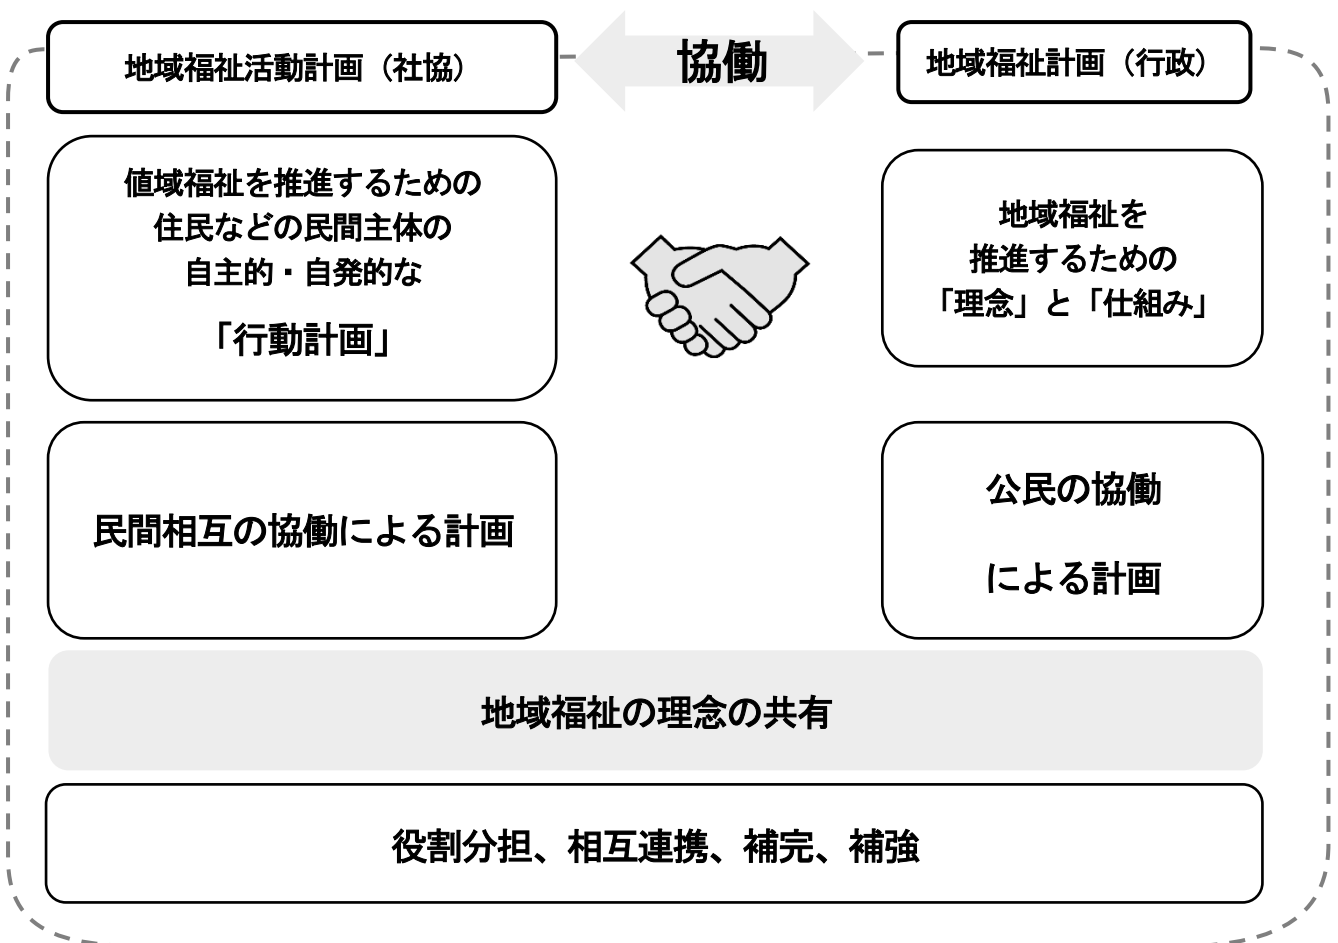 地域福祉活動計画（社協）
協働
地域福祉計画（行政）
値域福祉を推進するための
住民などの民間主体の
自主的・自発的な
「行動計画」
地域福祉を
推進するための
「理念」と「仕組み」
民間相互の協働による計画
公民の協働
による計画
地域福祉の理念の共有
役割分担、相互連携、補完、補強